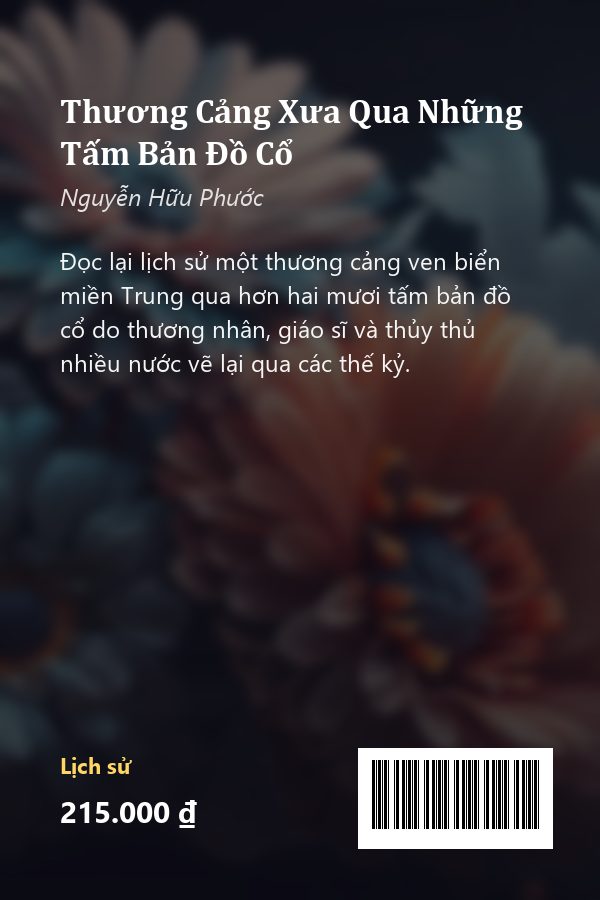 Thương Cảng Xưa Qua Những
Tấm Bản Đồ Cổ
Nguyễn Hữu Phước
Đọc lại lịch sử một thương cảng ven biển
miền Trung qua hơn hai mươi tấm bản đồ
cổ do thương nhân, giáo sĩ và thủy thủ
nhiều nước vẽ lại qua các thế kỷ.
Lịch sử
215.000 ₫